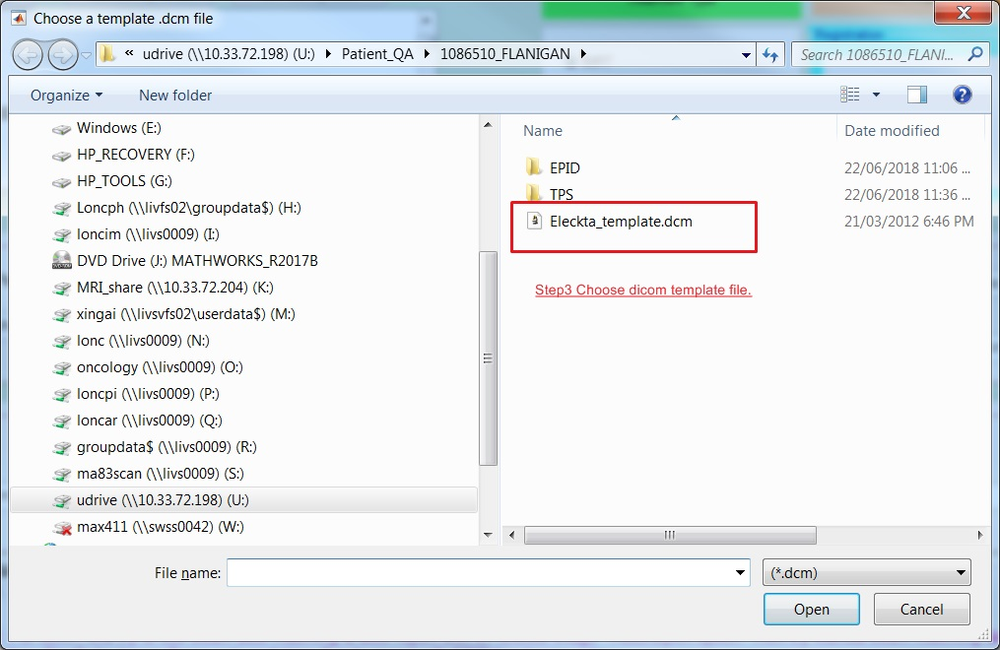 Choose a template .dcm file
« udrive (\\10.33.72.198) (U:) Patient_QA 1086510_FLANIGAN
Search 1086510_FLANI...
Organize New folder
Name Date modified
Windows (E:)
HP_RECOVERY (F:)
HP_TOOLS (G:)
Loncph (\\livfs02\groupdata$) (H:)
loncim (\\livs0009) (I:)
DVD Drive (J:) MATHWORKS_R2017B
MRI_share (\\10.33.72.204) (K:)
xingai (\\livsvfs02\userdata$) (M:)
lonc (\\livs0009) (N:)
oncology (\\livs0009) (O:)
loncpi (\\livs0009) (P:)
loncar (\\livs0009) (Q:)
groupdata$ (\\livs0009) (R:)
ma83scan (\\livs0009) (S:)
udrive (\\10.33.72.198) (U:)
max411 (\\swss0042) (W:)
EPID 22/06/2018 11:06 ...
TPS 22/06/2018 11:36 ...
Eleckta_template.dcm 21/03/2012 6:46 PM
Step3 Choose dicom template file.
File name: (*.dcm)
Open Cancel